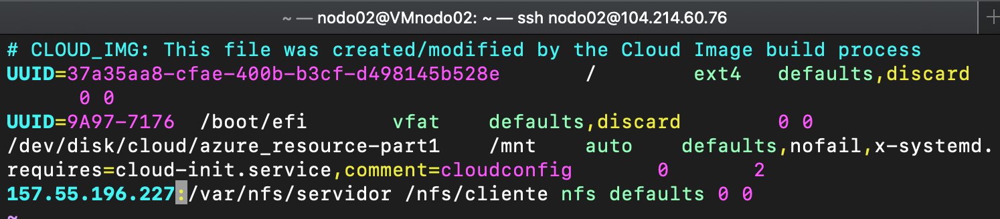 ~ — nodo02@VMnodo02: ~ — ssh nodo02@104.214.60.76
# CLOUD_IMG: This file was created/modified by the Cloud Image build process
UUID=37a35aa8-cfae-400b-b3cf-d498145b528e / ext4 defaults,discard
0 0
UUID=9A97-7176 /boot/efi vfat defaults,discard 0 0
/dev/disk/cloud/azure_resource-part1 /mnt auto defaults,nofail,x-systemd.
requires=cloud-init.service,comment=cloudconfig 0 2
157.55.196.227:/var/nfs/servidor /nfs/cliente nfs defaults 0 0
~